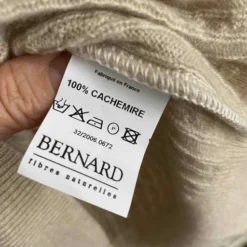 Fabriqué en France
100% CACHEMIRE
P
32/2006.0672
BERNARD
fibres naturelles